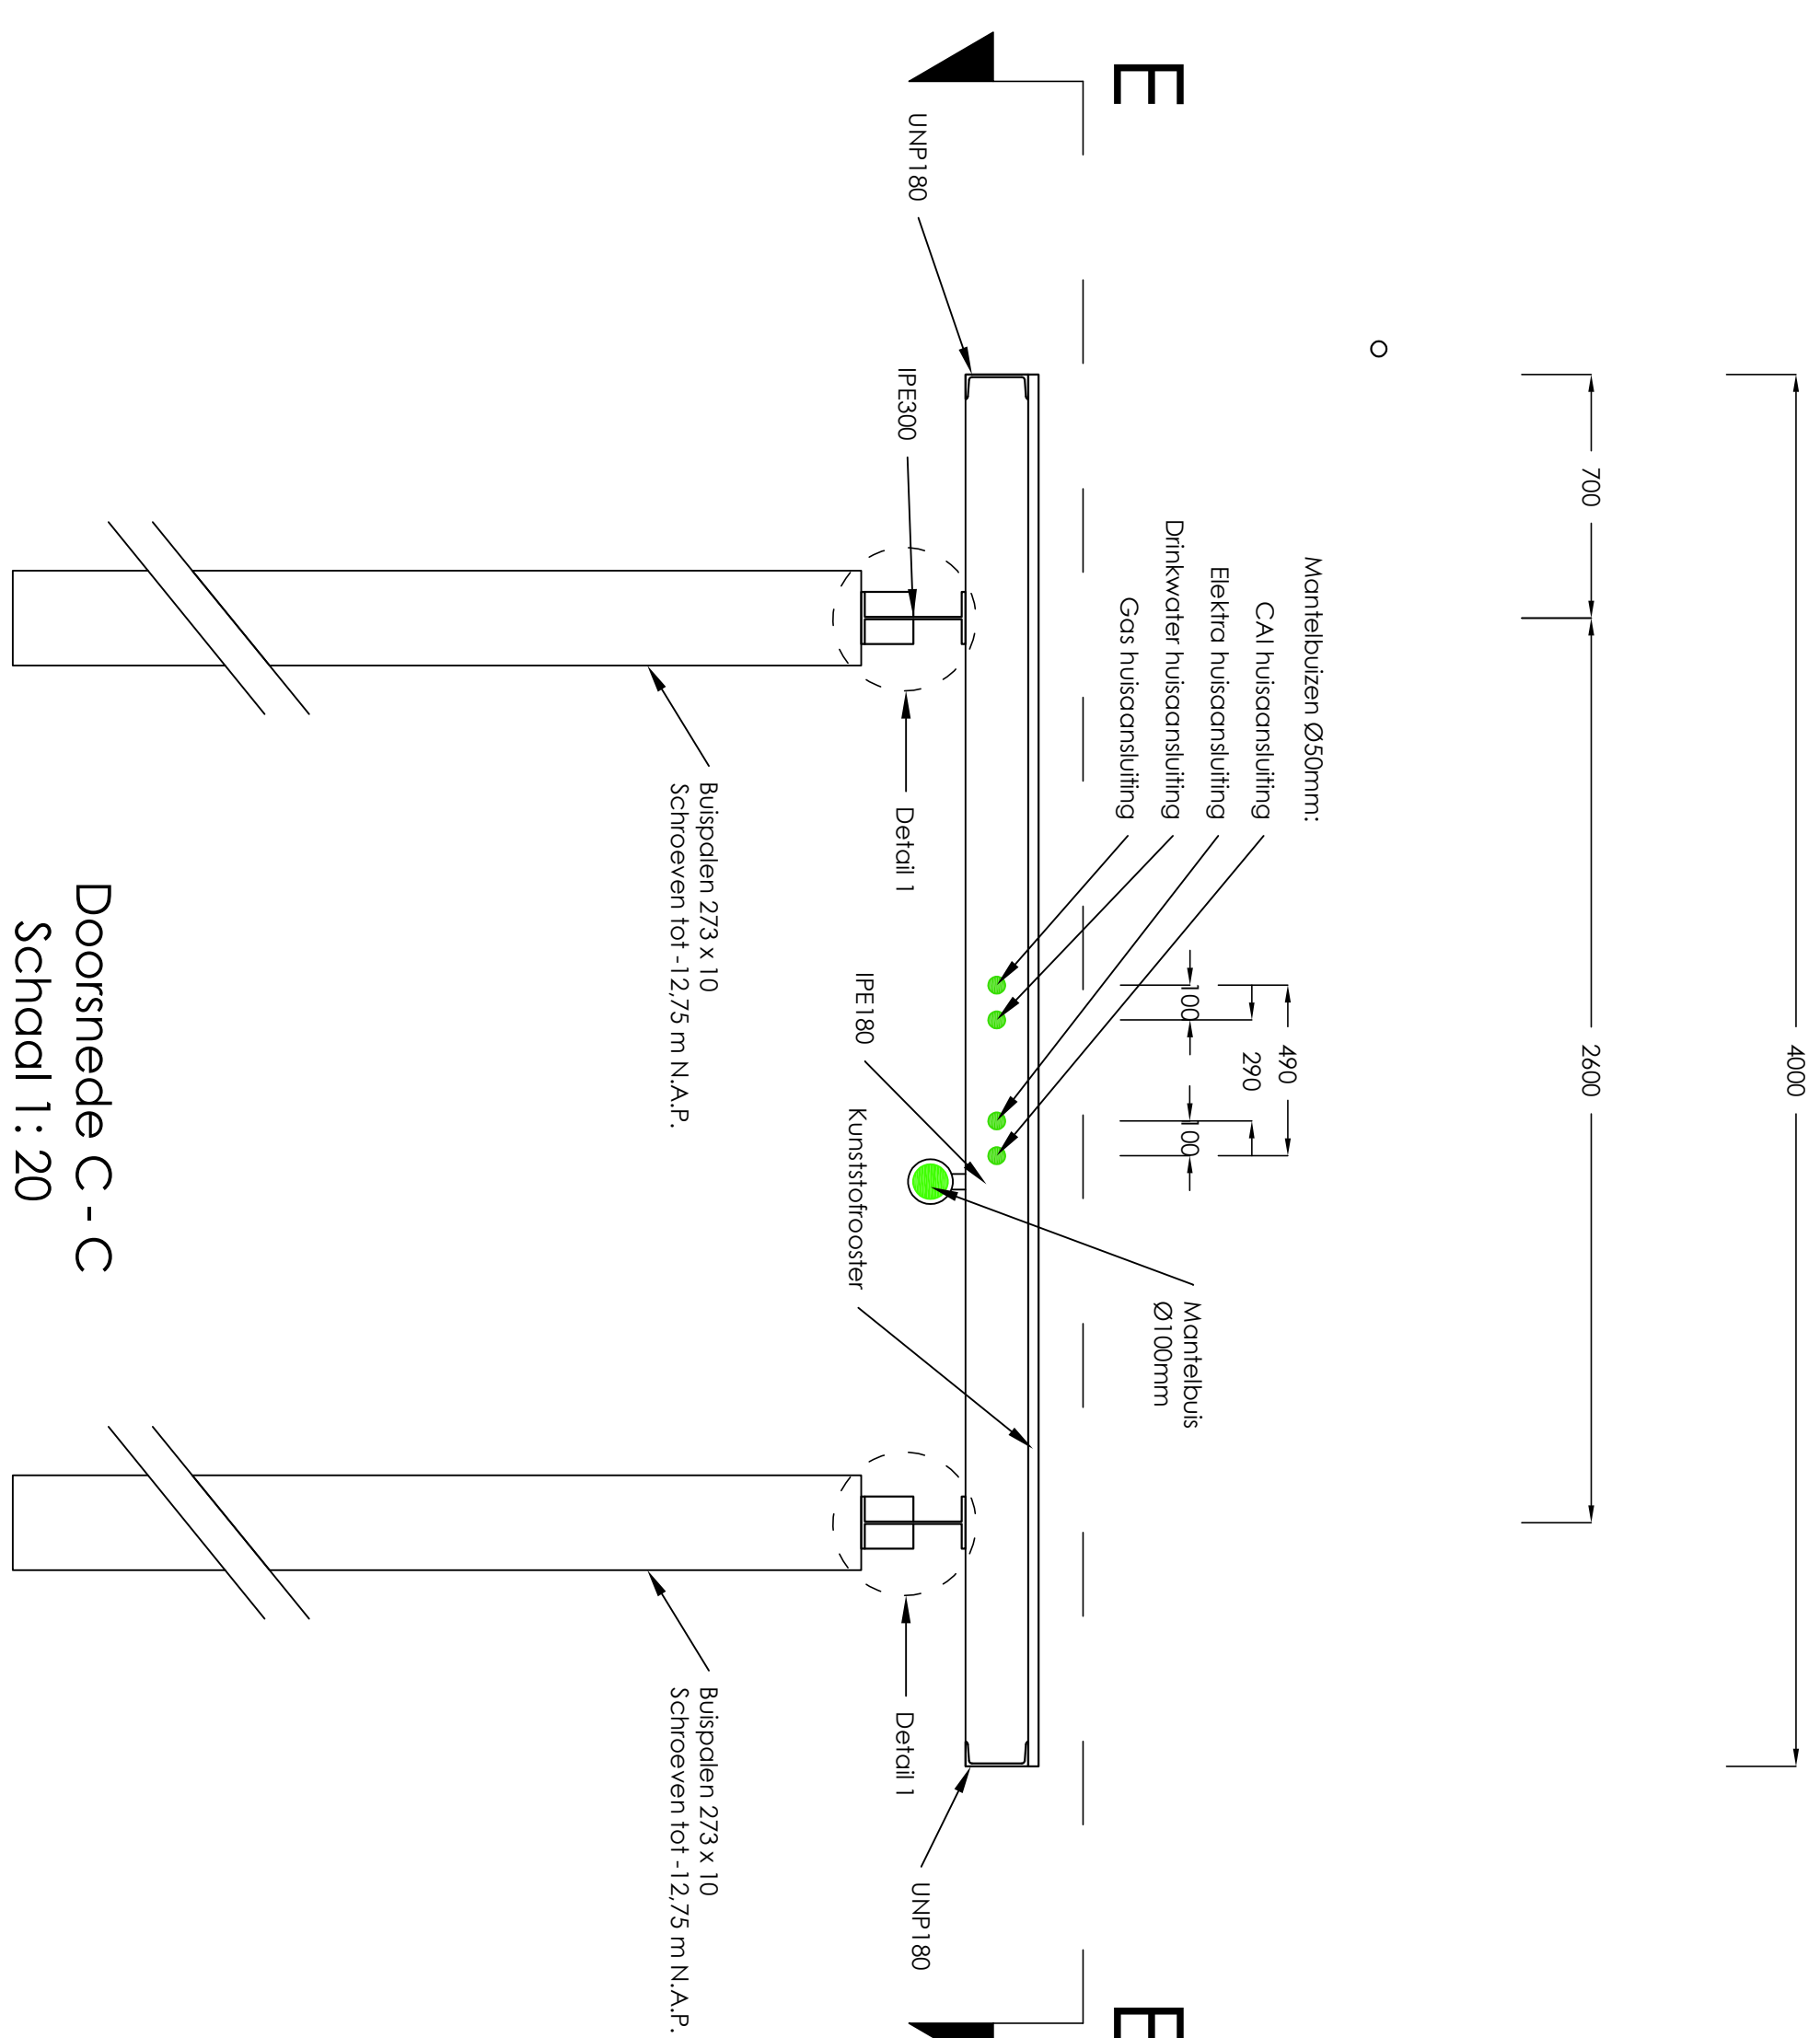 4000
700
2600
490
290
100
100
Mantelbuizen Ø50mm:
CAI huisaansluiting
Elektra huisaansluiting
Drinkwater huisaansluiting
Gas huisaansluiting
Mantelbuis
Ø100mm
E
E
UNP180
UNP180
IPE300
Detail 1
Detail 1
IPE180
Kunststofrooster
Buispalen 273 x 10
Schroeven tot -12,75 m N.A.P.
Buispalen 273 x 10
Schroeven tot -12,75 m N.A.P.
Doorsnede C - C
Schaal 1: 20